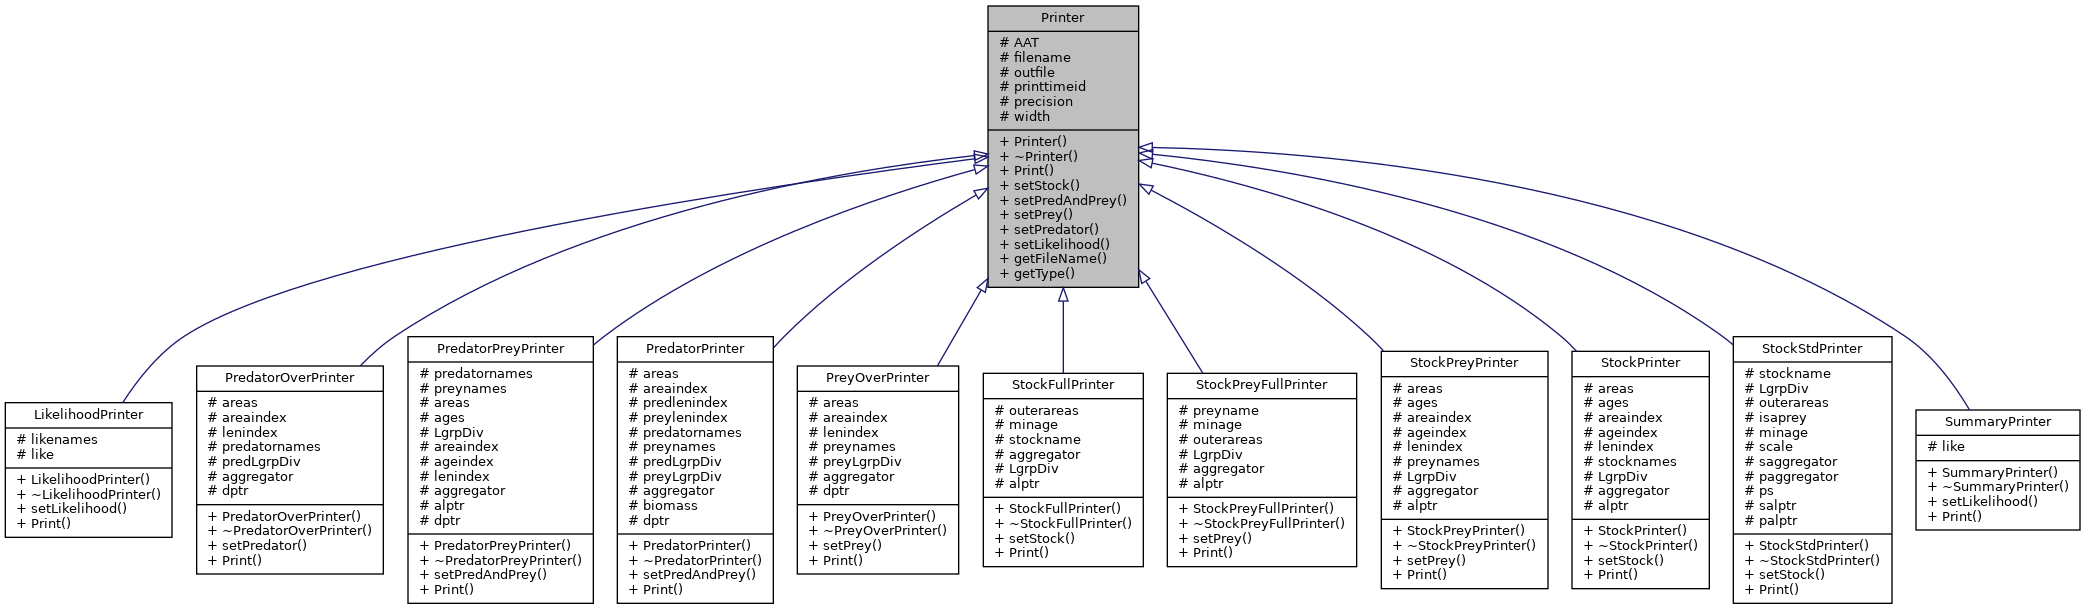 Printer
# AAT
# filename
# outfile
# printtimeid
# precision
# width
+ Printer()
+ ~Printer()
+ Print()
+ setStock()
+ setPredAndPrey()
+ setPrey()
+ setPredator()
+ setLikelihood()
+ getFileName()
+ getType()
LikelihoodPrinter
# likenames
# like
+ LikelihoodPrinter()
+ ~LikelihoodPrinter()
+ setLikelihood()
+ Print()
PredatorOverPrinter
# areas
# areaindex
# lenindex
# predatornames
# predLgrpDiv
# aggregator
# dptr
+ PredatorOverPrinter()
+ ~PredatorOverPrinter()
+ setPredator()
+ Print()
PredatorPreyPrinter
# predatornames
# preynames
# areas
# ages
# LgrpDiv
# areaindex
# ageindex
# lenindex
# aggregator
# alptr
# dptr
+ PredatorPreyPrinter()
+ ~PredatorPreyPrinter()
+ setPredAndPrey()
+ Print()
PredatorPrinter
# areas
# areaindex
# predlenindex
# preylenindex
# predatornames
# preynames
# predLgrpDiv
# preyLgrpDiv
# aggregator
# biomass
# dptr
+ PredatorPrinter()
+ ~PredatorPrinter()
+ setPredAndPrey()
+ Print()
PreyOverPrinter
# areas
# areaindex
# lenindex
# preynames
# preyLgrpDiv
# aggregator
# dptr
+ PreyOverPrinter()
+ ~PreyOverPrinter()
+ setPrey()
+ Print()
StockFullPrinter
# outerareas
# minage
# stockname
# aggregator
# LgrpDiv
# alptr
+ StockFullPrinter()
+ ~StockFullPrinter()
+ setStock()
+ Print()
StockPreyFullPrinter
# preyname
# minage
# outerareas
# LgrpDiv
# aggregator
# alptr
+ StockPreyFullPrinter()
+ ~StockPreyFullPrinter()
+ setPrey()
+ Print()
StockPreyPrinter
# areas
# ages
# areaindex
# ageindex
# lenindex
# preynames
# LgrpDiv
# aggregator
# alptr
+ StockPreyPrinter()
+ ~StockPreyPrinter()
+ setPrey()
+ Print()
StockPrinter
# areas
# ages
# areaindex
# ageindex
# lenindex
# stocknames
# LgrpDiv
# aggregator
# alptr
+ StockPrinter()
+ ~StockPrinter()
+ setStock()
+ Print()
StockStdPrinter
# stockname
# LgrpDiv
# outerareas
# isaprey
# minage
# scale
# saggregator
# paggregator
# ps
# salptr
# palptr
+ StockStdPrinter()
+ ~StockStdPrinter()
+ setStock()
+ Print()
SummaryPrinter
# like
+ SummaryPrinter()
+ ~SummaryPrinter()
+ setLikelihood()
+ Print()